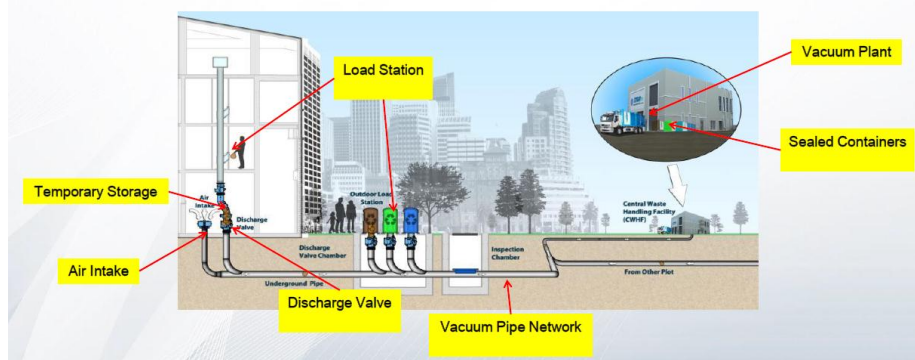 Vacuum Plant
Load Station
Sealed Containers
Temporary Storage
Air
Intake
Outdoor Load
Station
Central Waste
Handling Facility
(CWHF)
Discharge
Valve
Discharge
Valve Chamber
Inspection
Chamber
Air Intake
From Other Plot
Underground Pipe
Discharge Valve
Vacuum Pipe Network